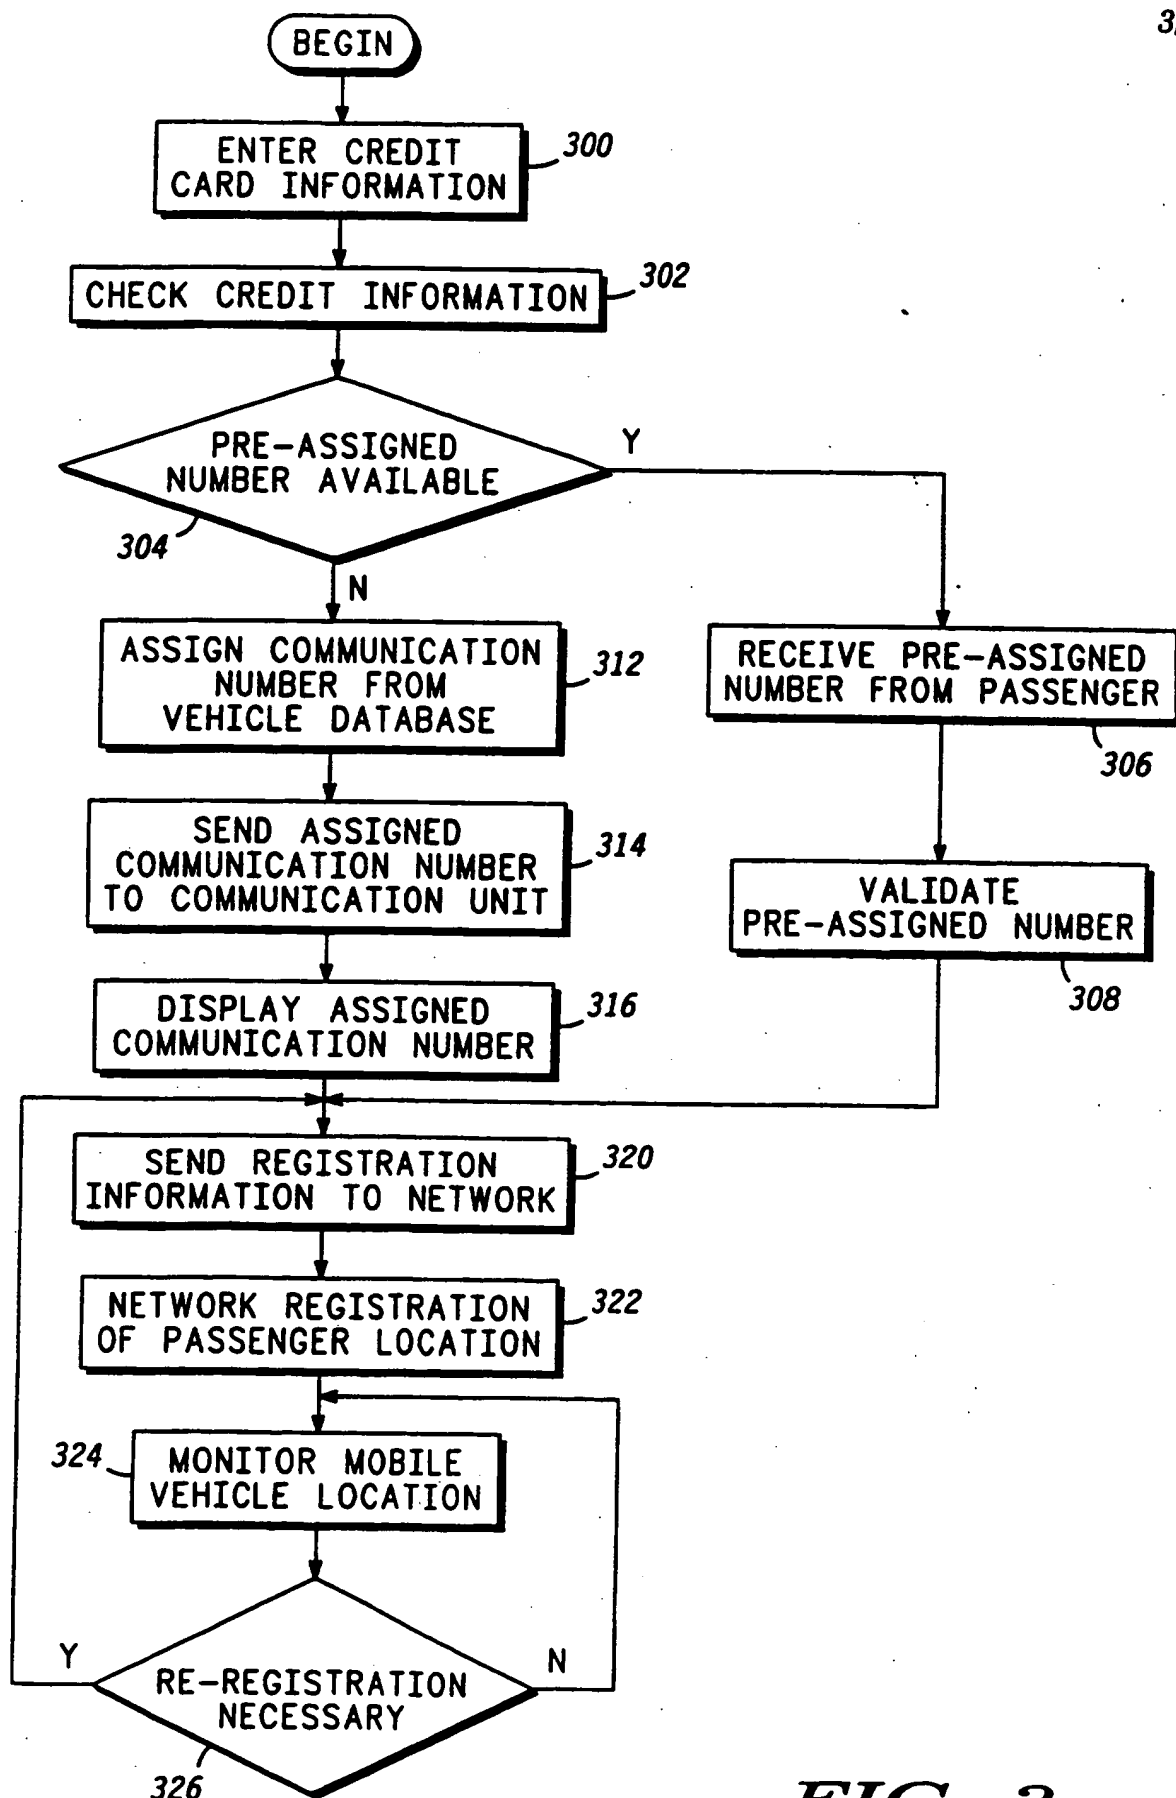 BEGIN
ENTER CREDIT
CARD INFORMATION
300
CHECK CREDIT INFORMATION
302
PRE-ASSIGNED
NUMBER AVAILABLE
304
Y
N
ASSIGN COMMUNICATION
NUMBER FROM
VEHICLE DATABASE
312
RECEIVE PRE-ASSIGNED
NUMBER FROM PASSENGER
306
SEND ASSIGNED
COMMUNICATION NUMBER
TO COMMUNICATION UNIT
314
VALIDATE
PRE-ASSIGNED NUMBER
308
DISPLAY ASSIGNED
COMMUNICATION NUMBER
316
SEND REGISTRATION
INFORMATION TO NETWORK
320
NETWORK REGISTRATION
OF PASSENGER LOCATION
322
324
MONITOR MOBILE
VEHICLE LOCATION
Y
N
RE-REGISTRATION
NECESSARY
326